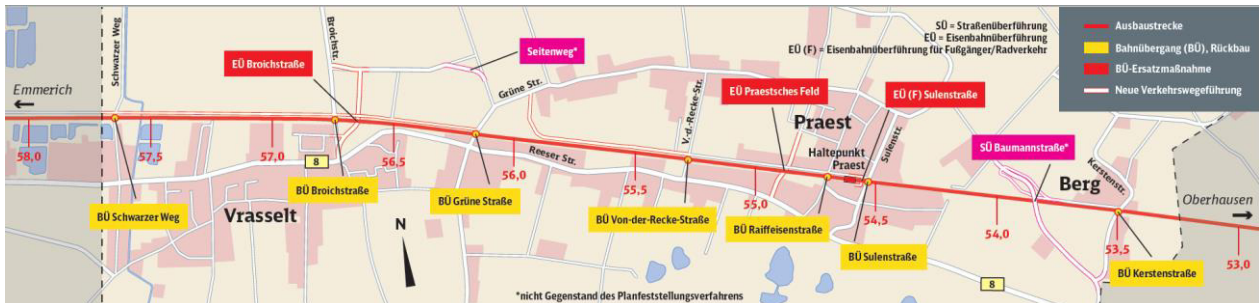 SÜ = Straßenüberführung
EÜ = Eisenbahnüberführung
EÜ (F) = Eisenbahnüberführung für Fußgänger/Radverkehr
Ausbaustrecke
Bahnübergang (BÜ), Rückbau
BÜ-Ersatzmaßnahme
Neue Verkehrswegeführung
Schwarzer Weg
Broichstr.
Seitenweg*
EÜ Broichstraße
Grüne Str.
V.-d.-Recke-Str.
EÜ Praestsches Feld
EÜ (F) Sulenstraße
Praest
Haltepunkt
Praest
Sulenstr.
SÜ Baumannstraße*
Kerstenstr.
Berg
Emmerich
Oberhausen
58,0
57,5
57,0
56,5
56,0
55,5
55,0
54,5
54,0
53,5
53,0
8
Reeser Str.
BÜ Schwarzer Weg
Vrasselt
BÜ Broichstraße
BÜ Grüne Straße
BÜ Von-der-Recke-Straße
BÜ Raiffeisenstraße
BÜ Sulenstraße
BÜ Kerstenstraße
N
8
*nicht Gegenstand des Planfeststellungsverfahrens